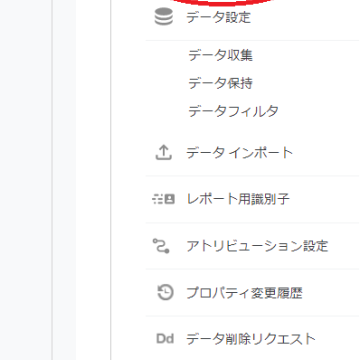 データ設定
データ収集
データ保持
データフィルタ
データ インポート
レポート用識別子
アトリビューション設定
プロパティ変更履歴
Dd データ削除リクエスト